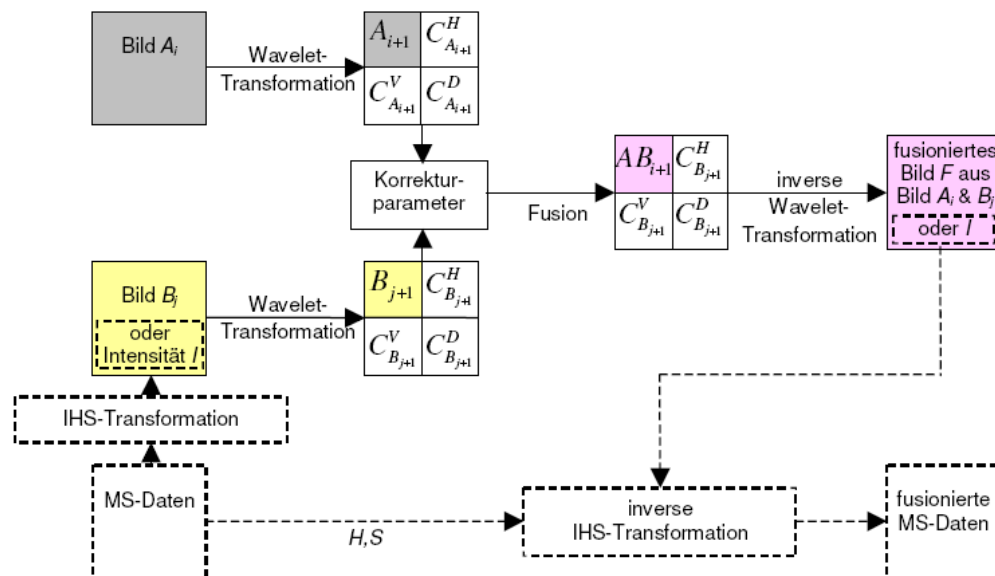 Bild A_i
Wavelet-
Transformation
A_{i+1} C^H_{A_{i+1}}
C^V_{A_{i+1}} C^D_{A_{i+1}}
Korrektur-
parameter
Fusion
AB_{i+1} C^H_{B_{j+1}}
C^V_{B_{j+1}} C^D_{B_{j+1}}
inverse
Wavelet-
Transformation
fusioniertes
Bild F aus
Bild A_i & B_j
oder I
Bild B_j
oder
Intensität I
Wavelet-
Transformation
B_{j+1} C^H_{B_{j+1}}
C^V_{B_{j+1}} C^D_{B_{j+1}}
IHS-Transformation
MS-Daten
H,S
inverse
IHS-Transformation
fusionierte
MS-Daten